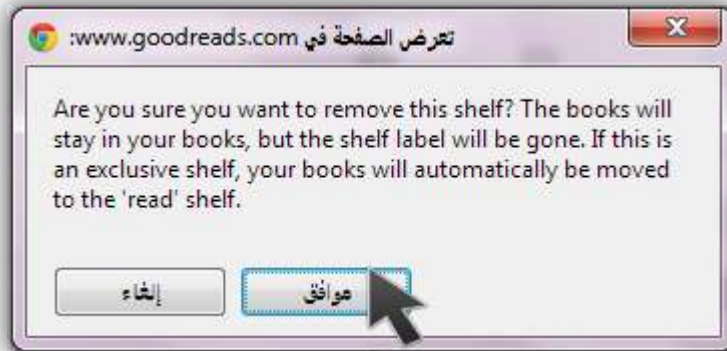 تعرض الصفحة في www.goodreads.com:
Are you sure you want to remove this shelf? The books will
stay in your books, but the shelf label will be gone. If this is
an exclusive shelf, your books will automatically be moved
to the 'read' shelf.
موافق
إلغاء